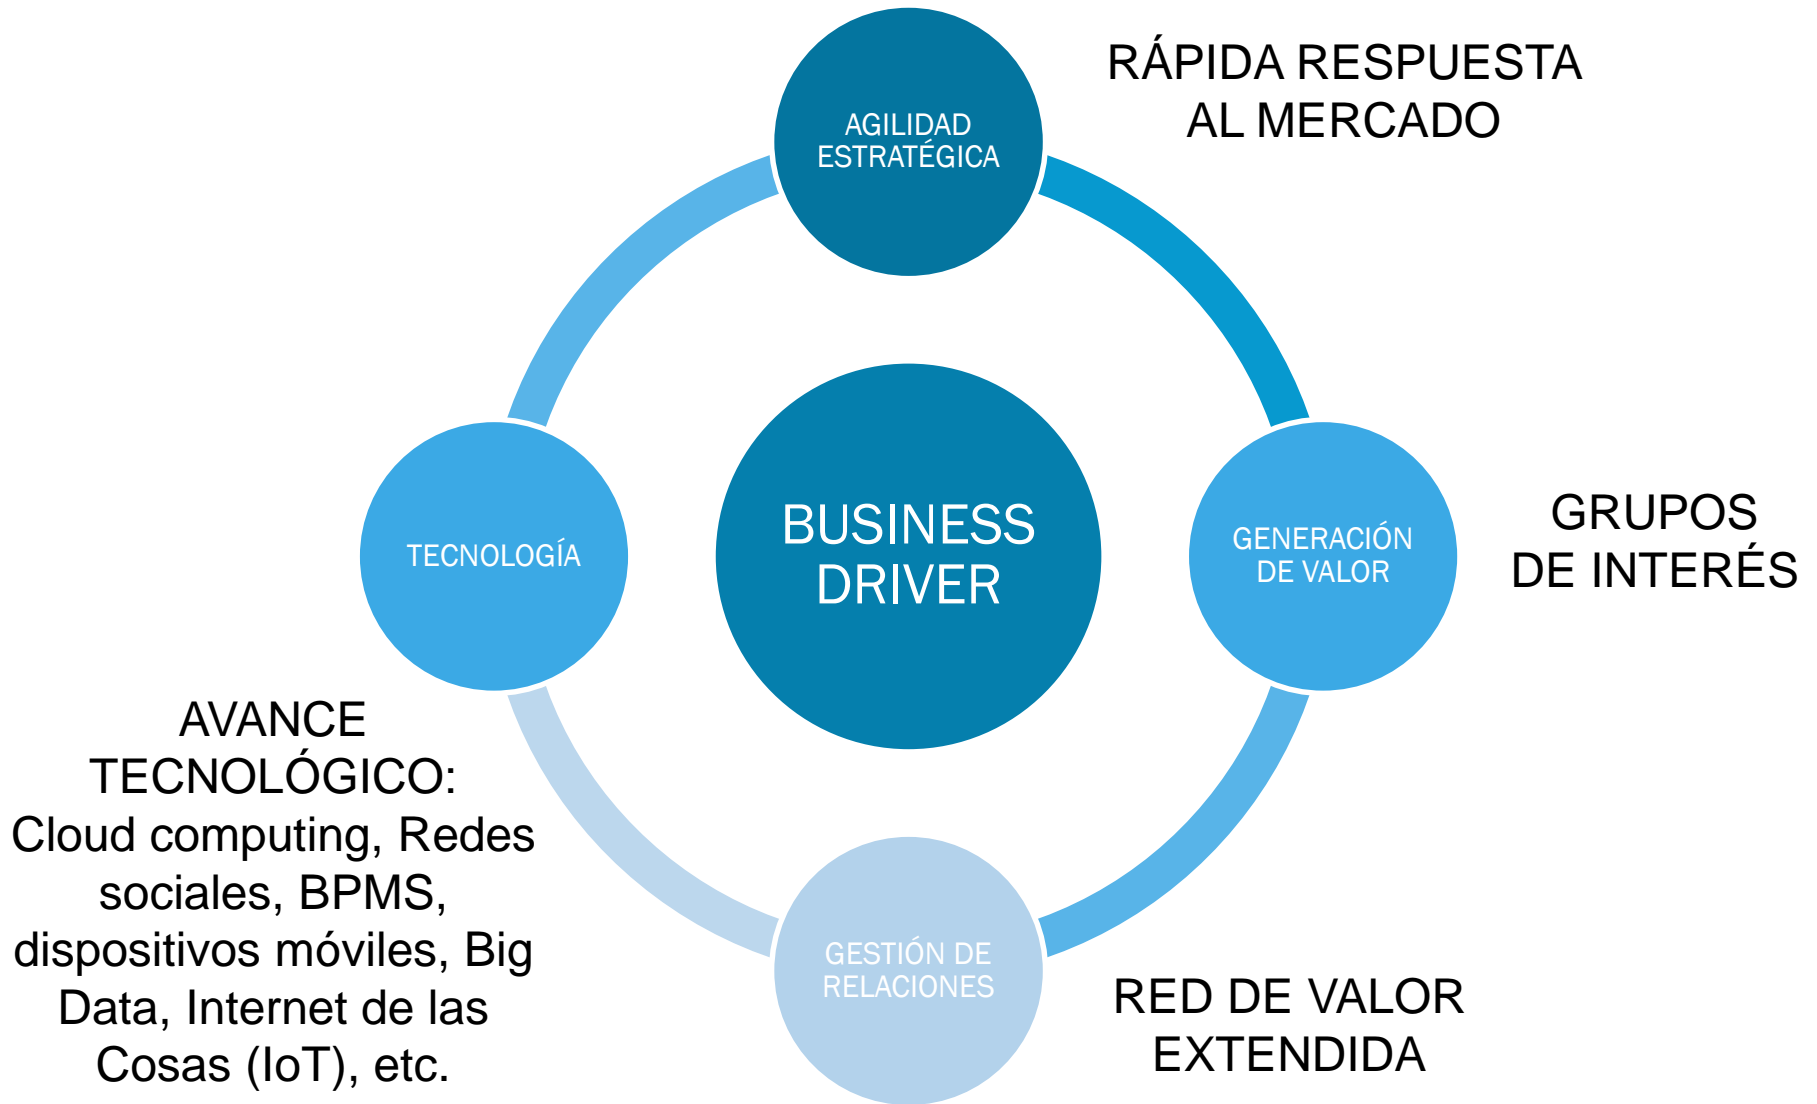 AGILIDAD
ESTRATÉGICA
RÁPIDA RESPUESTA
AL MERCADO
TECNOLOGÍA
BUSINESS
DRIVER
GENERACIÓN
DE VALOR
GRUPOS
DE INTERÉS
AVANCE
TECNOLÓGICO:
Cloud computing, Redes
sociales, BPMS,
dispositivos móviles, Big
Data, Internet de las
Cosas (IoT), etc.
GESTIÓN DE
RELACIONES
RED DE VALOR
EXTENDIDA